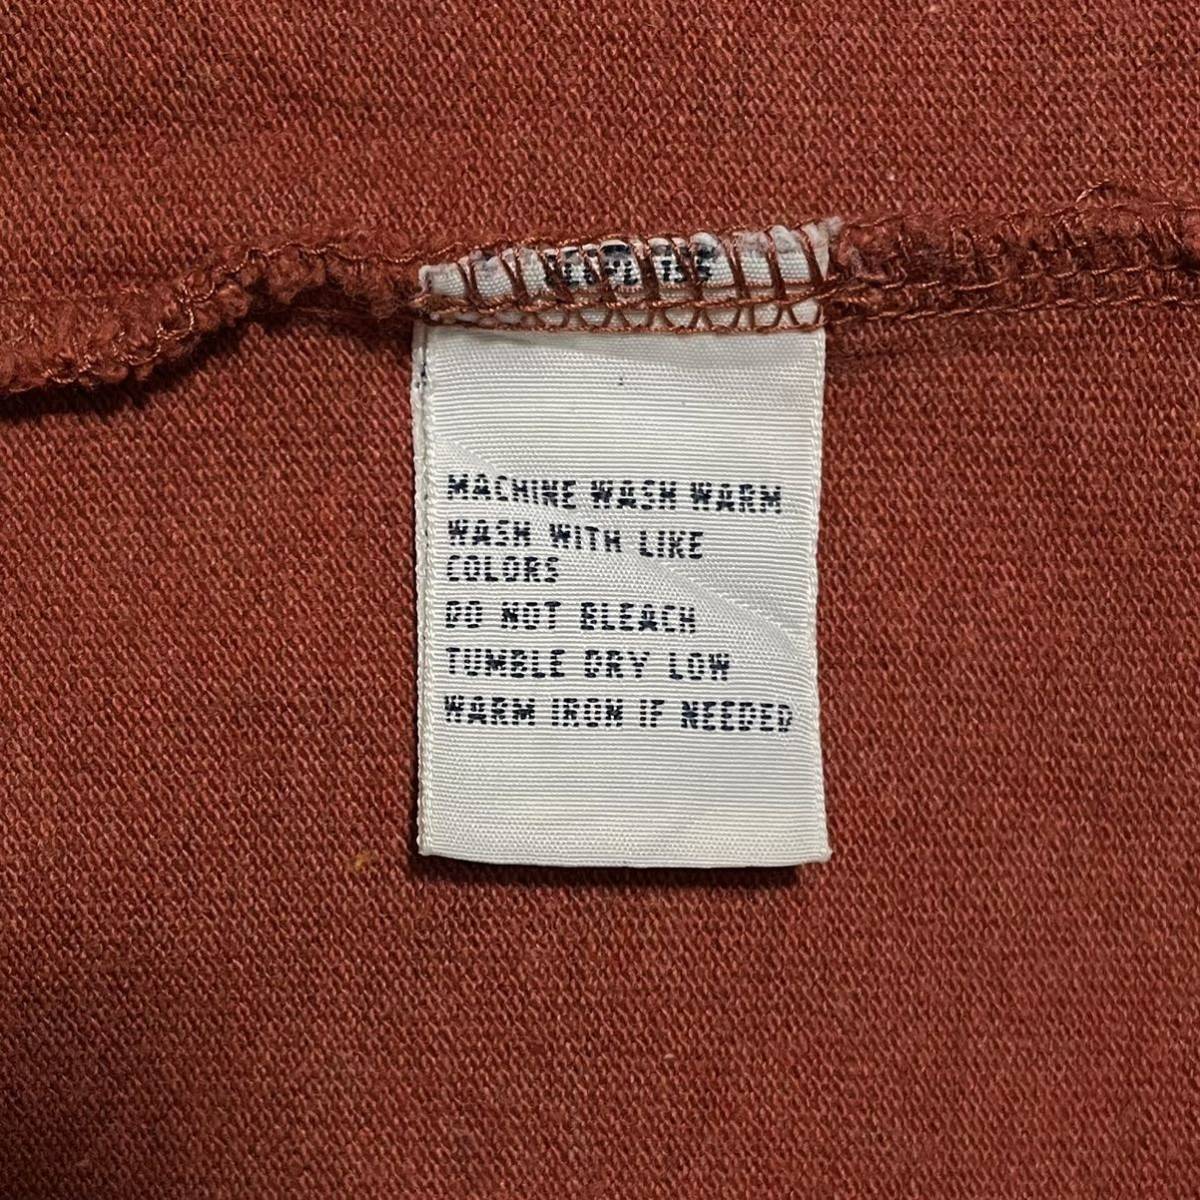 MACHINE WASH WARM
WASH WITH LIKE
COLORS
DO NOT BLEACH
TUMBLE DRY LOW
WARM IRON IF NEEDED